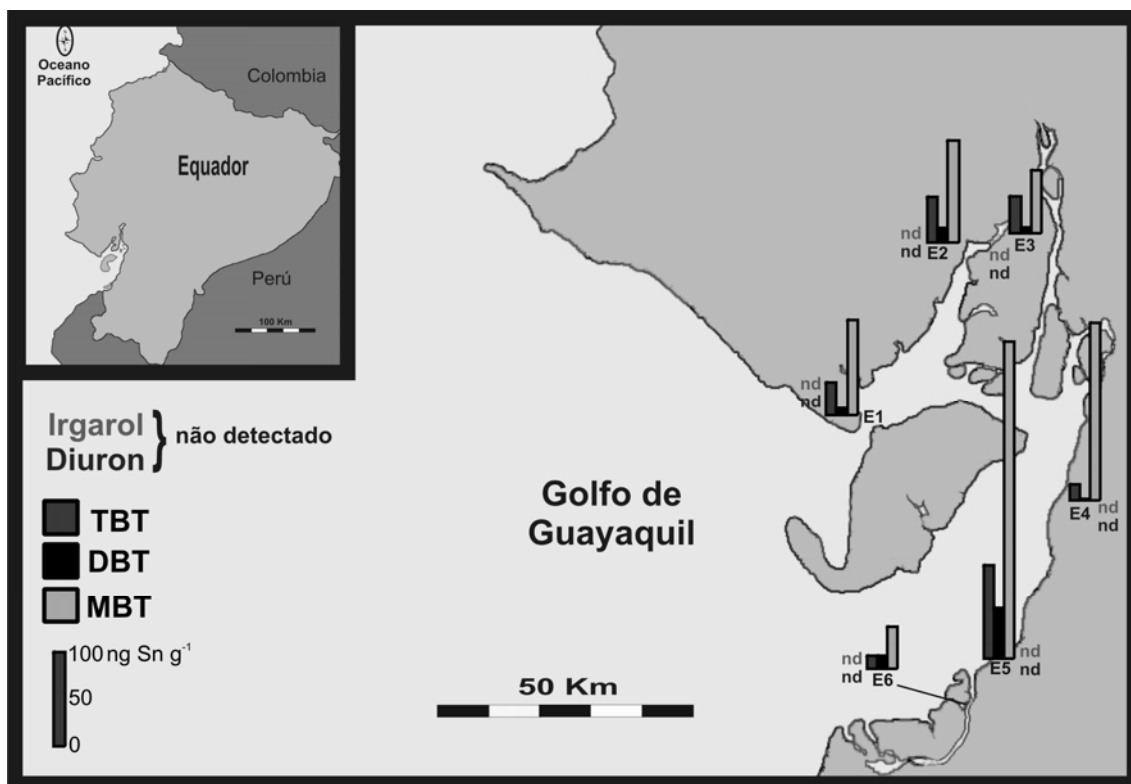 Oceano
Pacífico
Colombia
Equador
Perú
100 Km
Irgarol
Diuron
não detectado
TBT
DBT
MBT
100 ng Sn g⁻¹
50
0
Golfo de
Guayaquil
50 Km
nd
nd
E1
nd
nd
E2
nd
nd
E3
nd
nd
E4
nd
nd
E5
nd
nd
E6